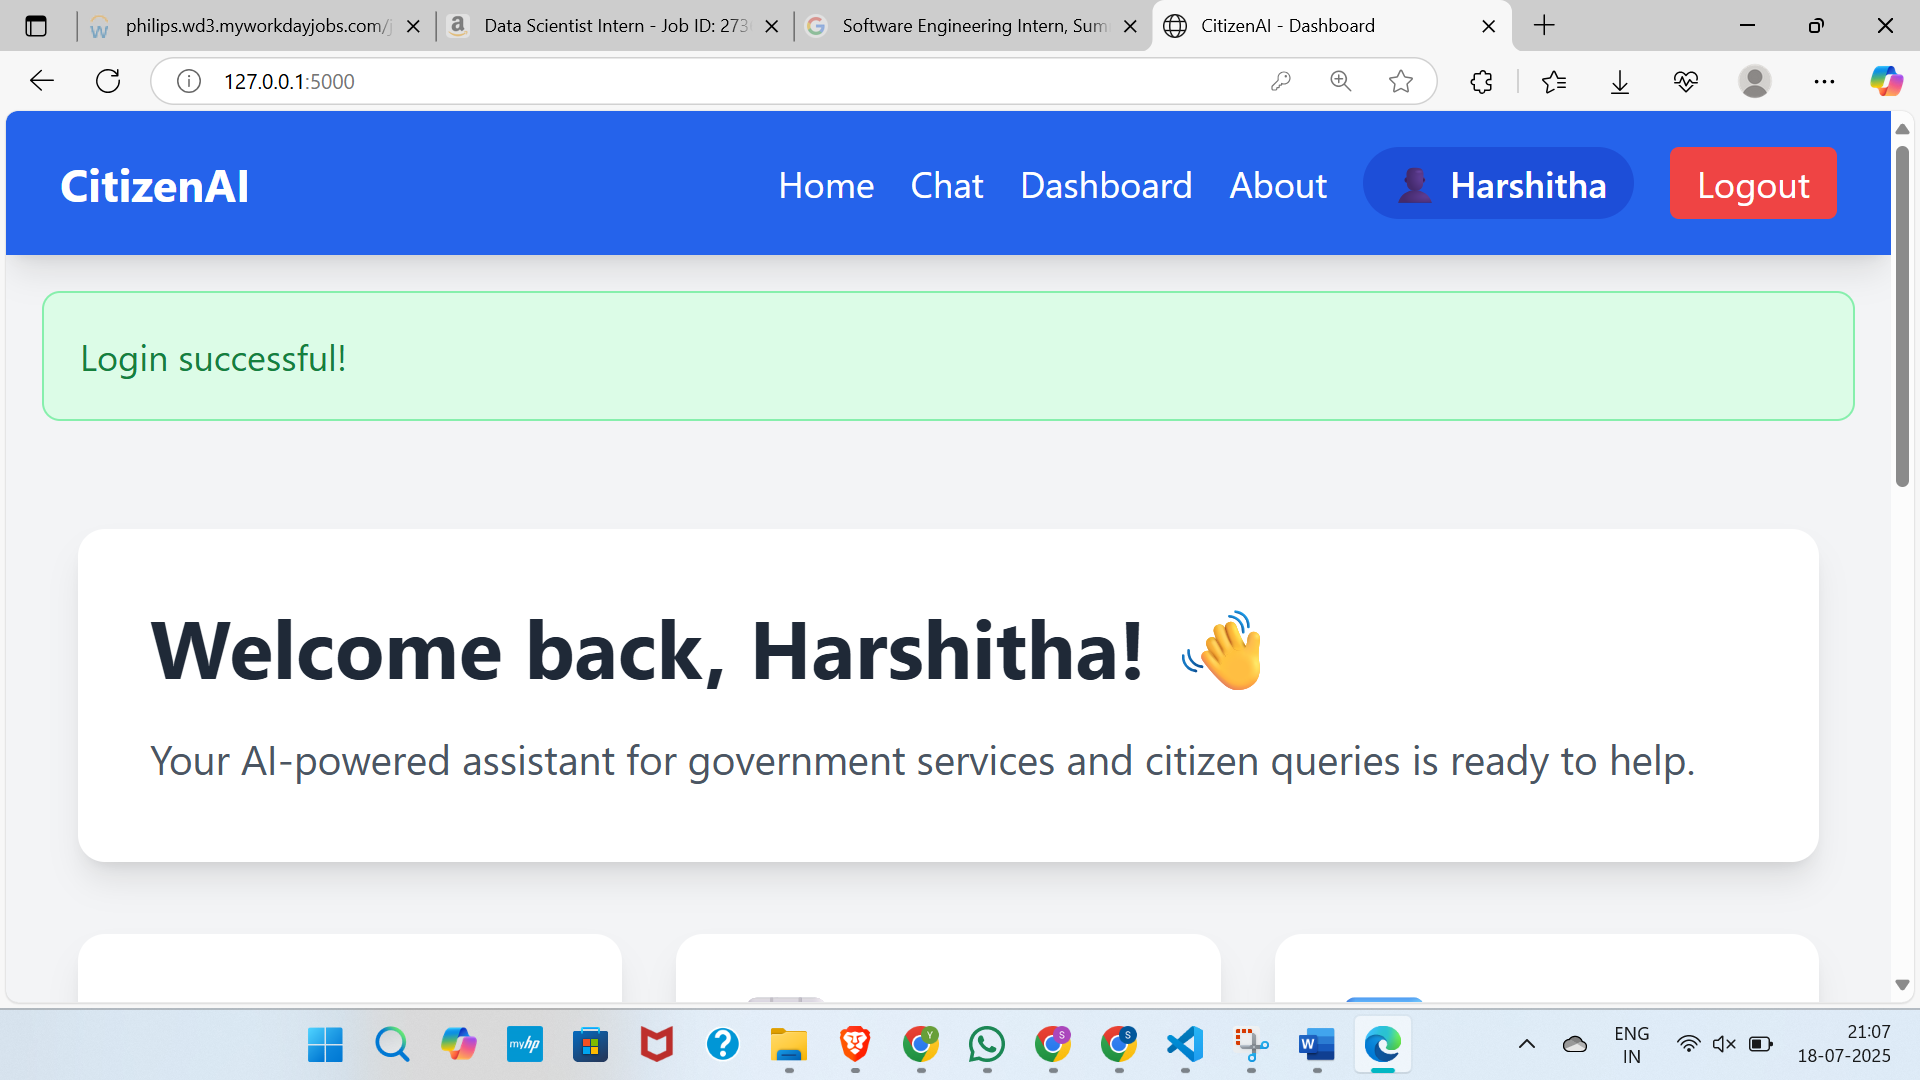 philips.wd3.myworkdayjobs.com/j
Data Scientist Intern - Job ID: 273
Software Engineering Intern, Sum
CitizenAI - Dashboard
127.0.0.1:5000
CitizenAI
Home
Chat
Dashboard
About
Harshitha
Logout
Login successful!
Welcome back, Harshitha! 👋
Your AI-powered assistant for government services and citizen queries is ready to help.
myhp
ENG
IN
21:07
18-07-2025